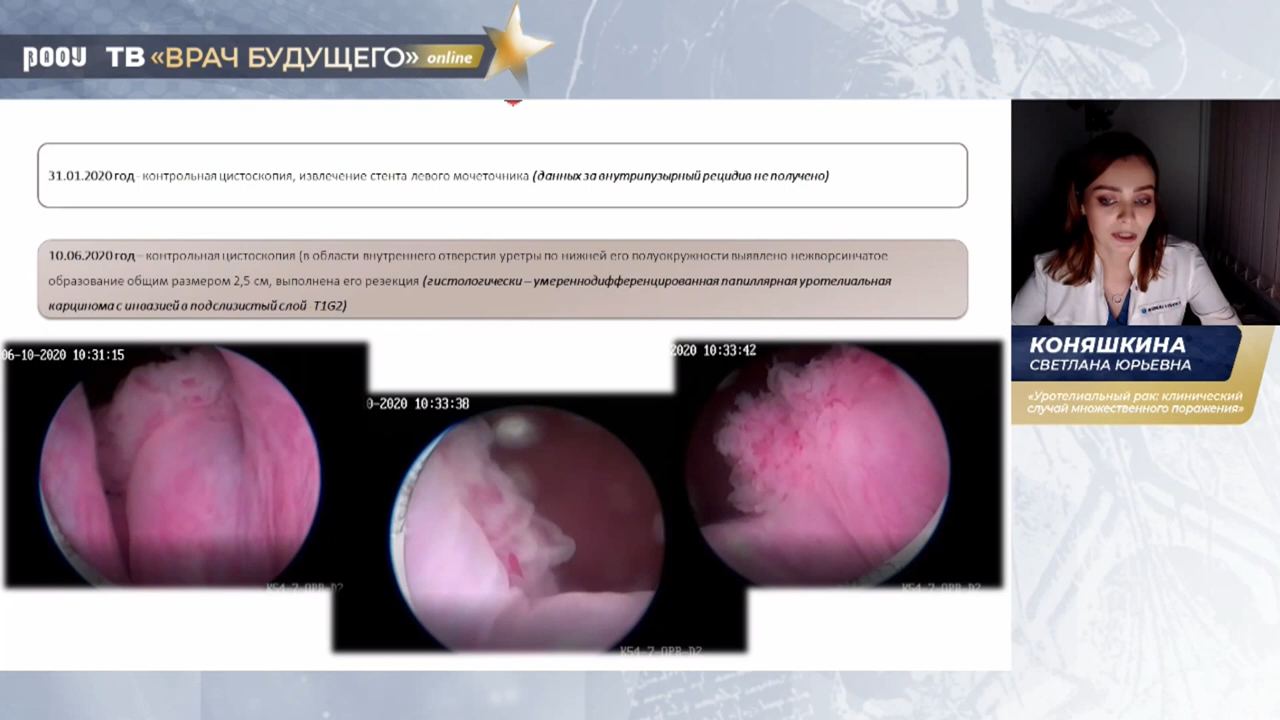 РООУ ТВ «ВРАЧ БУДУЩЕГО» online
31.01.2020 год - контрольная цистоскопия, извлечение стента левого мочеточника (данных за внутрипузырный рецидив не получено)
10.06.2020 год – контрольная цистоскопия (в области внутреннего отверстия уретры по нижней его полуокружности выявлено нежворсинчатое
образование общим размером 2,5 см, выполнена его резекция (гистологически – умереннодифференцированная папиллярная уротелиальная
карцинома с инвазией в подслизистый слой T1G2)
06-10-2020 10:31:15
0-2020 10:33:38
2020 10:33:42
КОНЯШКИНА
СВЕТЛАНА ЮРЬЕВНА
«Уротелиальный рак: клинический
случай множественного поражения»